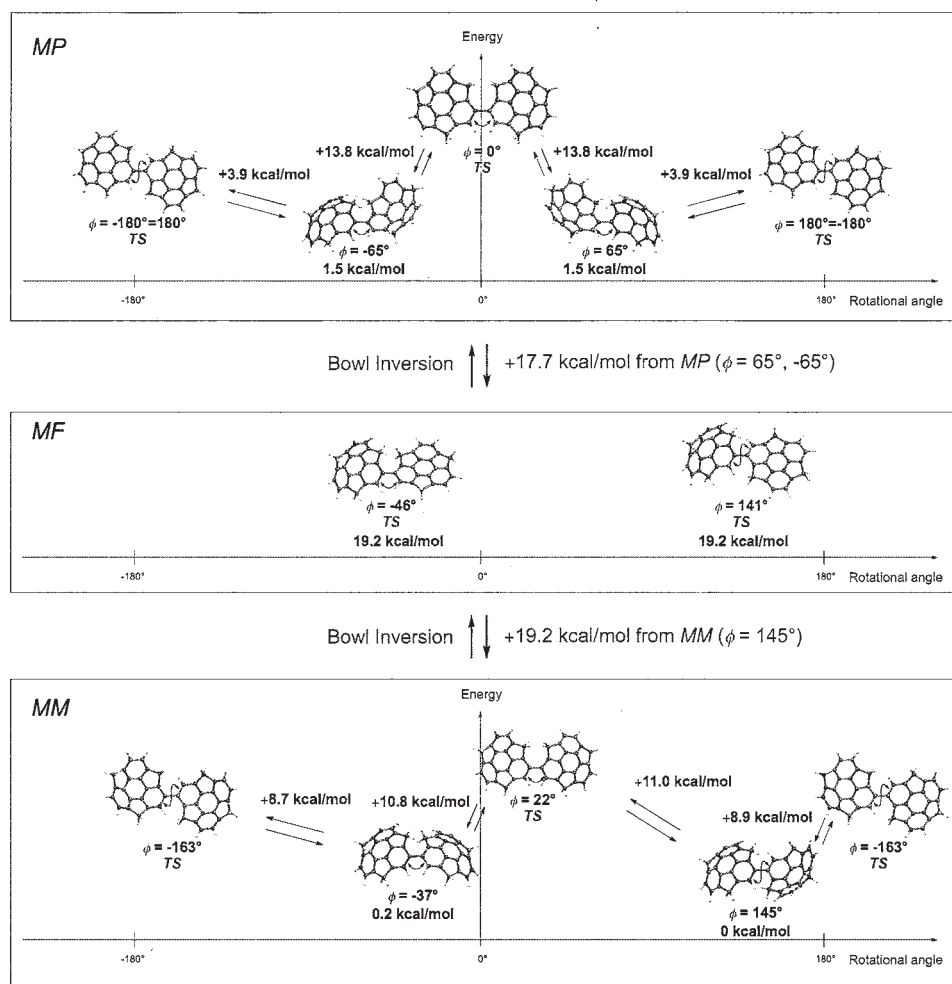 MP
Energy
ϕ = 0°
TS
+13.8 kcal/mol
+13.8 kcal/mol
+3.9 kcal/mol
+3.9 kcal/mol
ϕ = -180°=180°
TS
ϕ = -65°
1.5 kcal/mol
ϕ = 65°
1.5 kcal/mol
ϕ = 180°=-180°
TS
-180°
0°
180°
Rotational angle
Bowl Inversion
+17.7 kcal/mol from MP (ϕ = 65°, -65°)
MF
ϕ = -46°
TS
19.2 kcal/mol
ϕ = 141°
TS
19.2 kcal/mol
-180°
0°
180°
Rotational angle
Bowl Inversion
+19.2 kcal/mol from MM (ϕ = 145°)
MM
Energy
+8.7 kcal/mol
+10.8 kcal/mol
ϕ = 22°
TS
+11.0 kcal/mol
+8.9 kcal/mol
ϕ = -163°
TS
ϕ = -37°
0.2 kcal/mol
ϕ = 145°
0 kcal/mol
ϕ = -163°
TS
-180°
0°
180°
Rotational angle